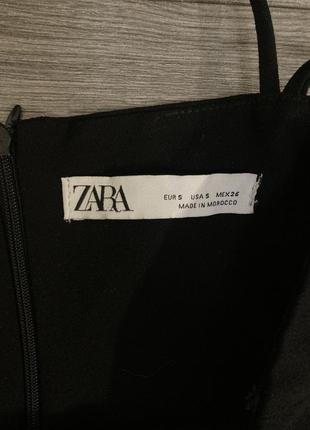 ZARA
EUR S USA S MEX 26
MADE IN MOROCCO